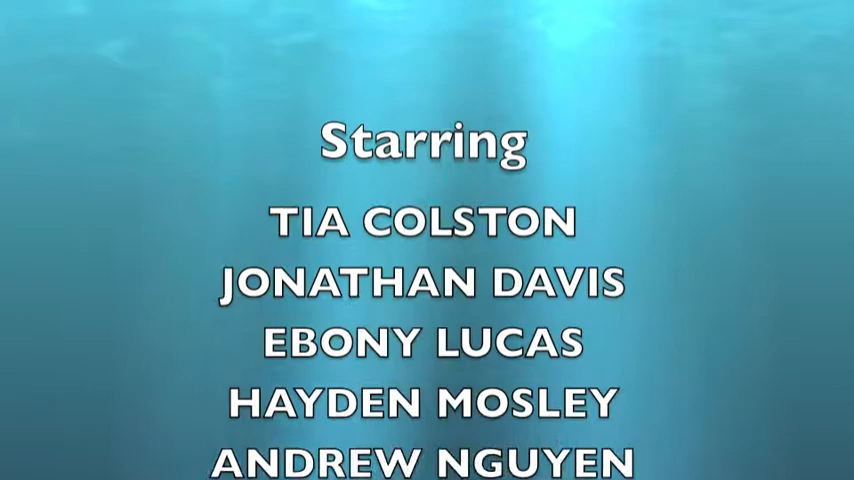 Starring
TIA COLSTON
JONATHAN DAVIS
EBONY LUCAS
HAYDEN MOSLEY
ANDREW NGUYEN